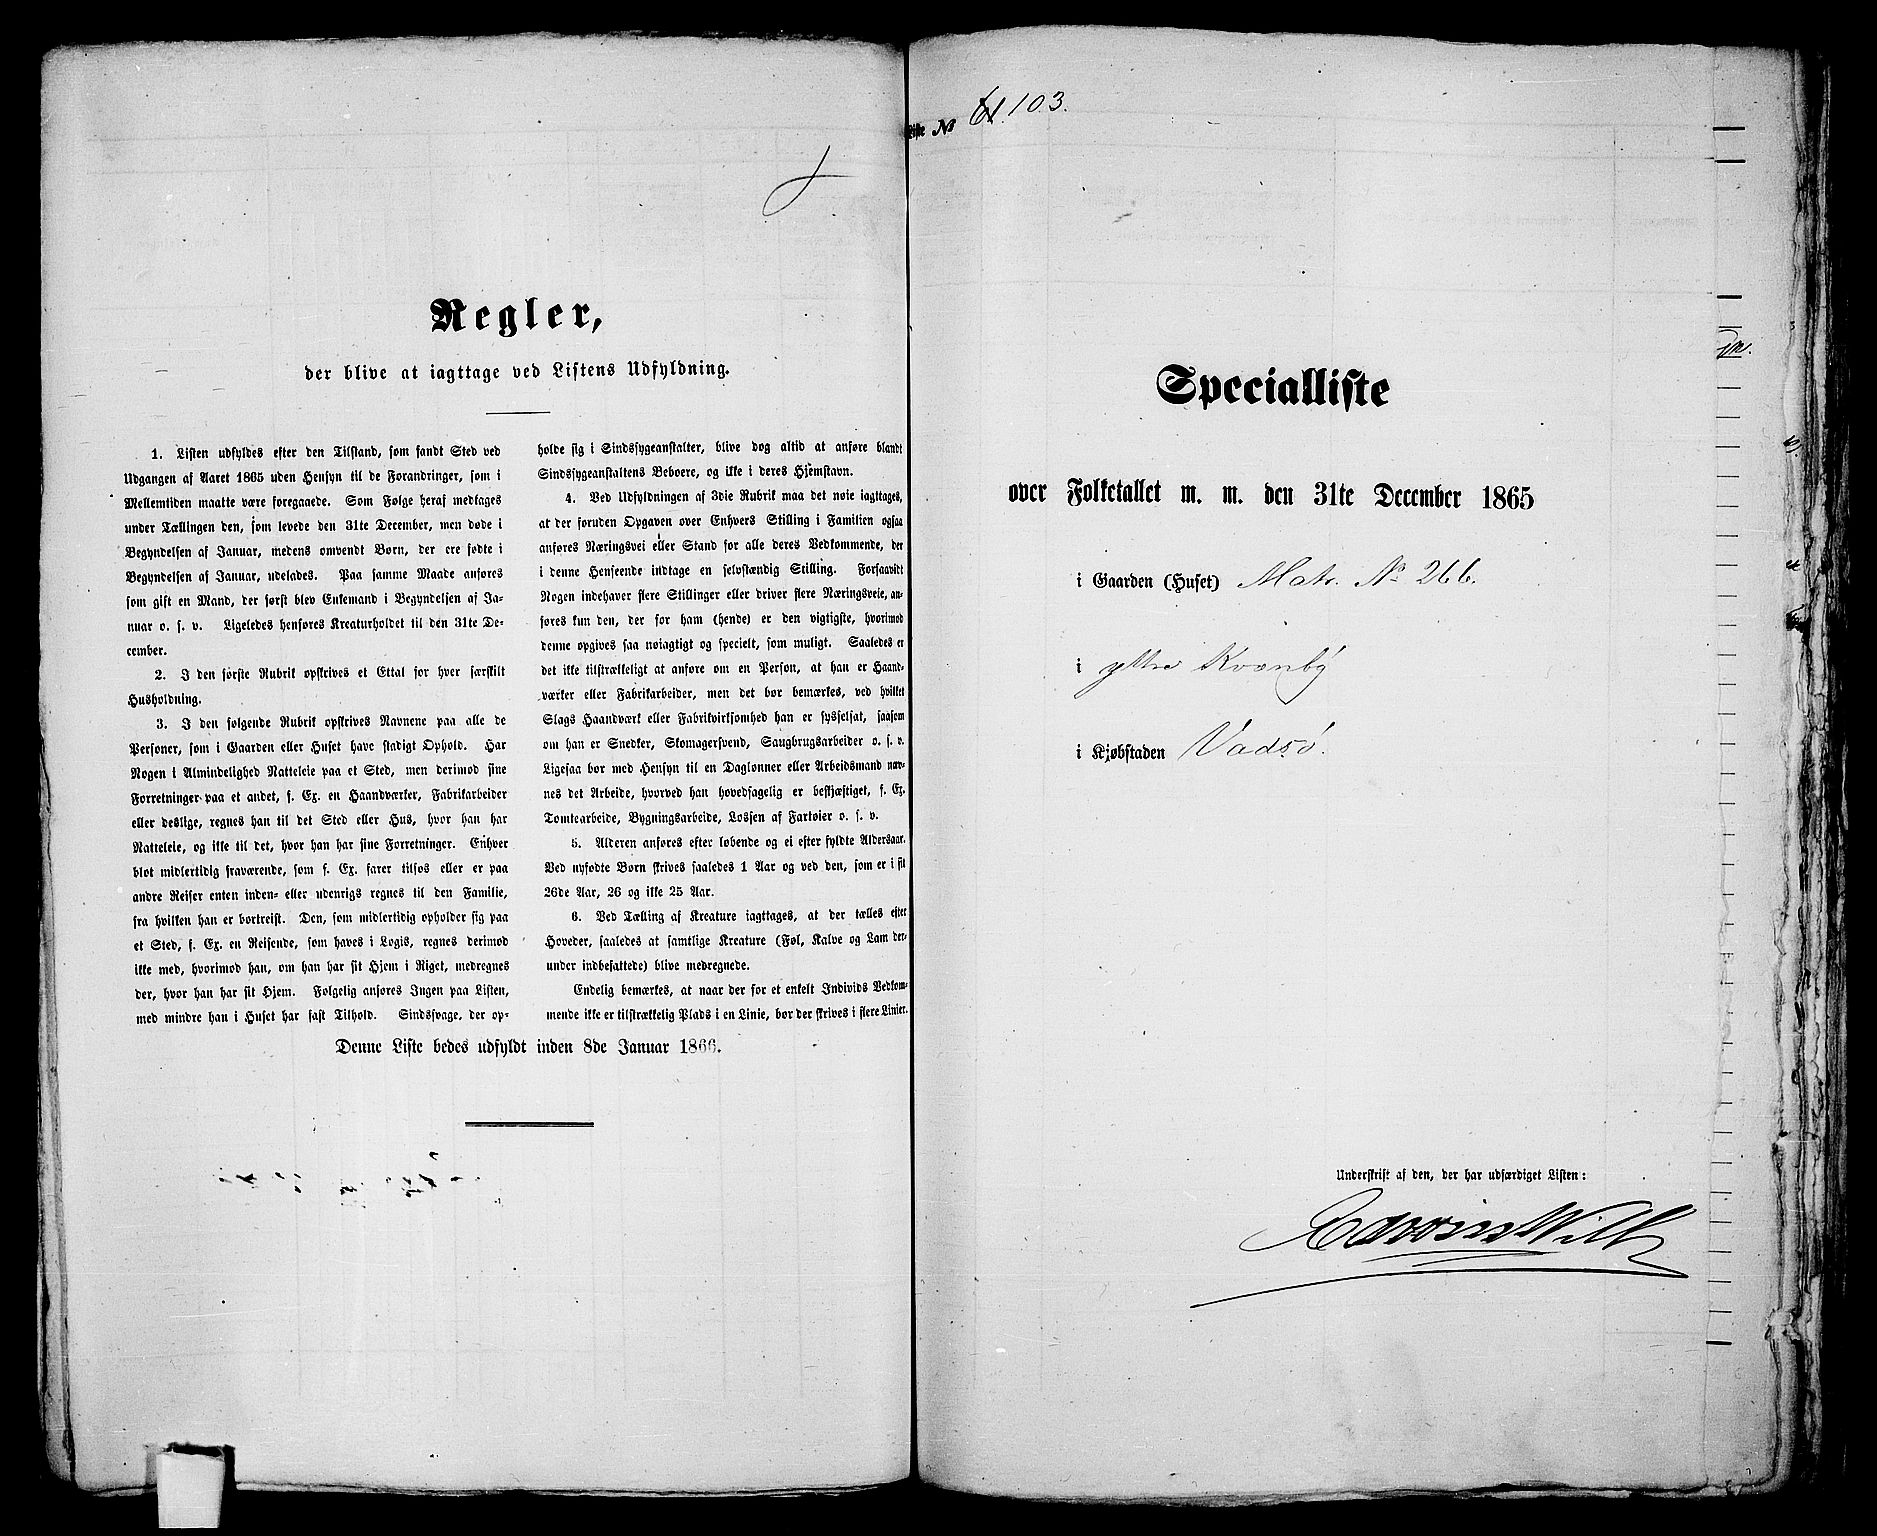 Regler,
der blive at iagttage ved Listens Udfyldning.
1. Listen udfyldes efter den Tilstand, som fandt Sted ved
Udgangen af Aaret 1865 uden Hensyn til de Forandringer, som i
Mellemtiden maatte være foregaaede. Som Følge heraf medtages
under Tællingen den, som levede den 31te December, men døde i
Begyndelsen af Januar, medens omvendt Børn, der ere fødte i
Begyndelsen af Januar, udelades. Paa samme Maade anføres
som gift en Mand, der først blev Enkemand i Begyndelsen af Ja-
nuar o. s. v. Ligeledes henføres Kreaturholdet til den 31te De-
cember.
2. I den første Rubrik opskrives et Ettal for hver særskilt
Husholdning.
3. I den følgende Rubrik opskrives Navnene paa alle de
Personer, som i Gaarden eller Huset have stadigt Ophold. Har
Nogen i Almindelighed Natteleie paa et Sted, men derimod sine
Forretninger paa et andet, f. Ex. en Haandværker, Fabrikarbeider
eller deslige, regnes han til det Sted eller Hus, hvor han har
Natteleie, og ikke til det, hvor han har sine Forretninger. Enhver
blot midlertidig fraværende, som f. Ex. farer tilsøs eller er paa
andre Reiser enten inden- eller udenrigs regnes til den Familie,
fra hvilken han er bortreist. Den, som midlertidig opholder sig paa
et Sted, f. Ex. en Reisende, som haves i Logis, regnes derimod
ikke med, hvorimod han, om han har sit Hjem i Riget, medregnes
der, hvor han har sit Hjem. Følgelig anføres Ingen paa Listen,
med mindre han i Huset har fast Tilhold. Sindssvage, der op-
holde sig i Sindssygeanstalter, blive dog altid at anføre blandt
Sindssygeanstaltens Beboere, og ikke i deres Hjemstavn.
4. Ved Udfyldningen af 3die Rubrik maa det nøie iagttages,
at der foruden Opgaven over Enhvers Stilling i Familien ogsaa
anføres Næringsvei eller Stand for alle deres Vedkommende, der
i denne Henseende indtage en selvstændig Stilling. Forsaavidt
Nogen indehaver flere Stillinger eller driver flere Næringsveie, an-
føres kun den, der for ham (hende) er den vigtigste, hvorimod
denne opgives saa nøiagtigt og specielt, som muligt. Saaledes er
det ikke tilstrækkeligt at anføre om en Person, at han er Haand-
værker eller Fabrikarbeider, men det bør bemærkes, ved hvilket
Slags Haandværk eller Fabrikvirksomhed han er sysselsat, saasom
om han er Snedker, Skomagersvend, Saugbrugsarbeider o. s. v.
Ligesaa bør med Hensyn til en Dagløner eller Arbeidsmand næv-
nes det Arbeide, hvorved han hovedsagelig er beskjæftiget, f. Ex.
Tomtearbeide, Bygningsarbeide, Lossen af Fartøier o. s. v.
5. Alderen anføres efter løbende og ei efter fyldte Aldersaar.
Ved nyfødte Børn skrives saaledes 1 Aar og ved den, som er i sit
26de Aar, 26 og ikke 25 Aar.
6. Ved Tælling af Kreature iagttages, at der tælles efter
Hoveder, saaledes at samtlige Kreature (Føl, Kalve og Lam der-
under indbefattede) blive medregnede.
Endelig bemærkes, at naar der for et enkelt Individs Vedkom-
mende ikke er tilstrækkelig Plads i en Linie, bør der skrives i flere Linier.
Denne Liste bedes udfyldt inden 8de Januar 1866.
Liste No 103.
Specialliste
over Folketallet m. m. den 31te December 1865
i Gaarden (Huset) Matr. No 266.
i yttre Kvænby
i Kjøbstaden Vadsø.
Underskrift af den, der har udfærdiget Listen: